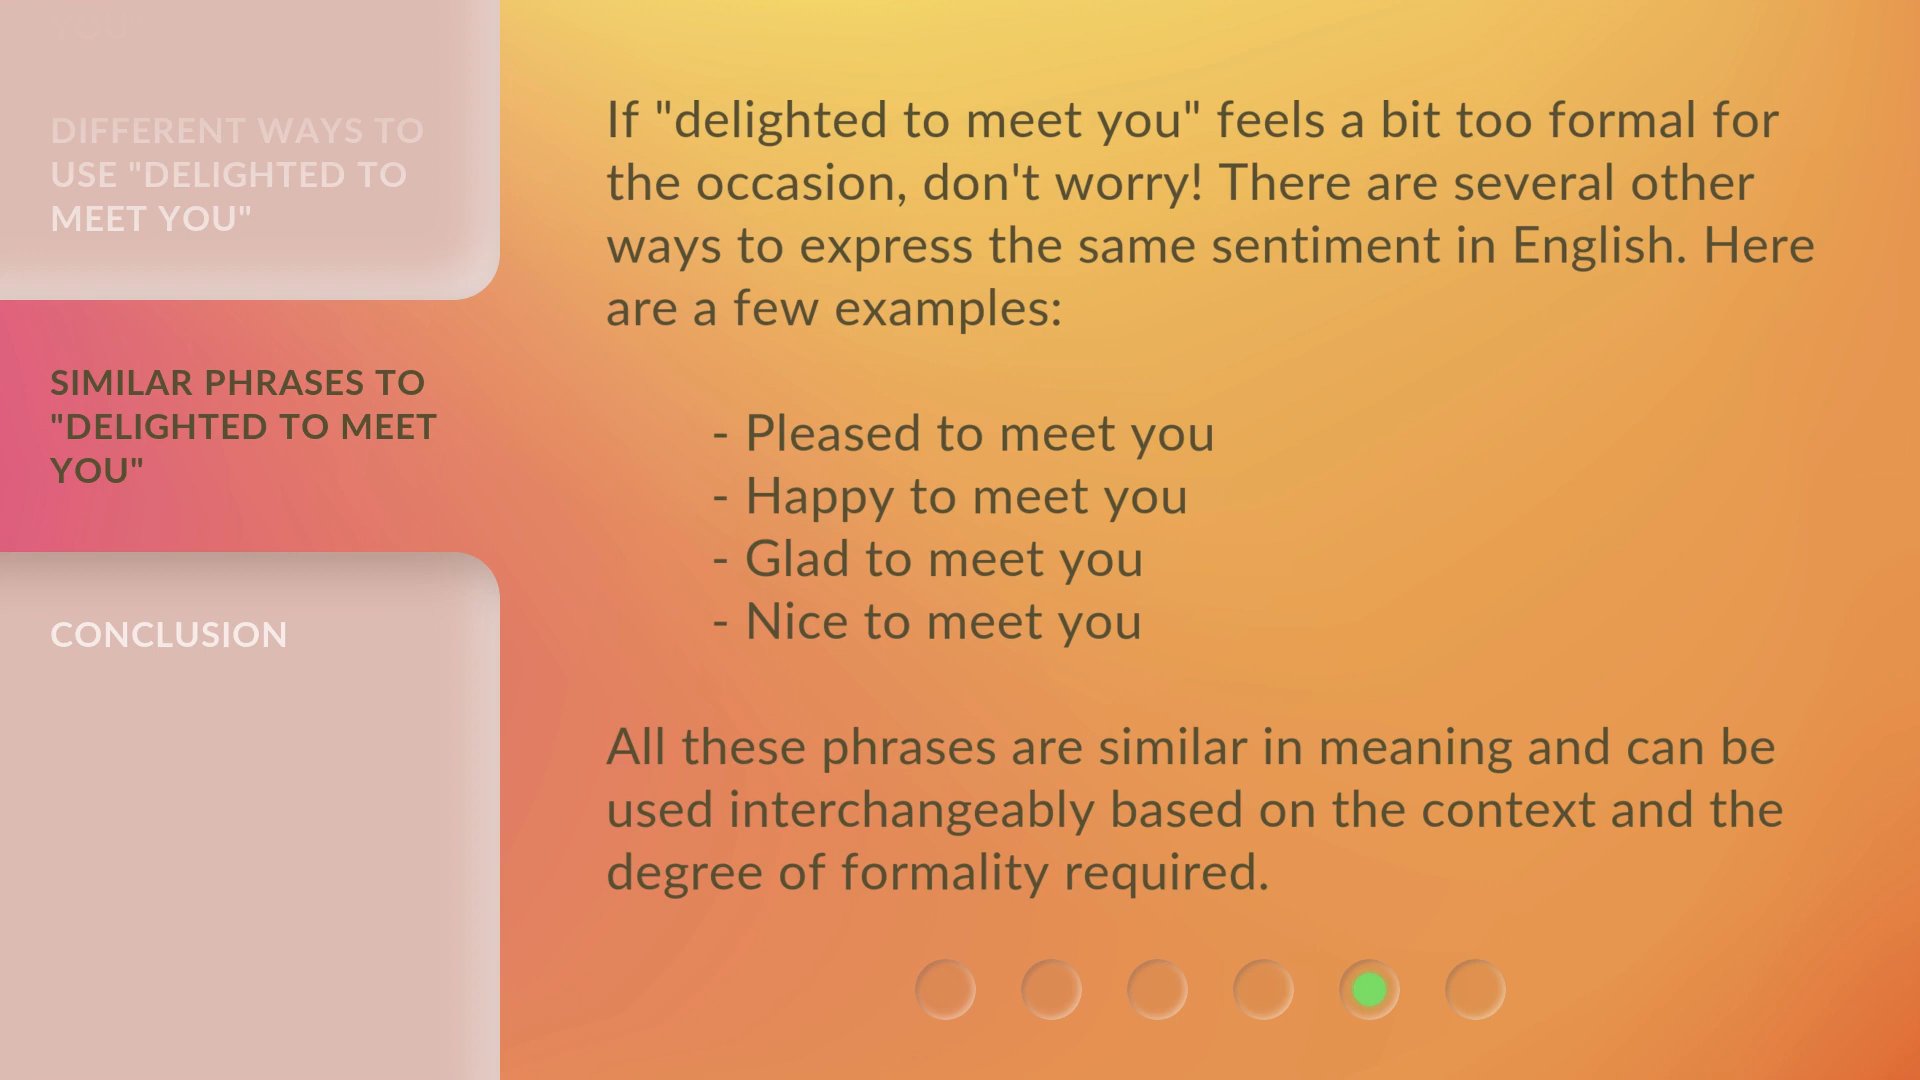 YOU"
DIFFERENT WAYS TO
USE "DELIGHTED TO
MEET YOU"
SIMILAR PHRASES TO
"DELIGHTED TO MEET
YOU"
CONCLUSION
If "delighted to meet you" feels a bit too formal for
the occasion, don't worry! There are several other
ways to express the same sentiment in English. Here
are a few examples:
- Pleased to meet you
- Happy to meet you
- Glad to meet you
- Nice to meet you
All these phrases are similar in meaning and can be
used interchangeably based on the context and the
degree of formality required.